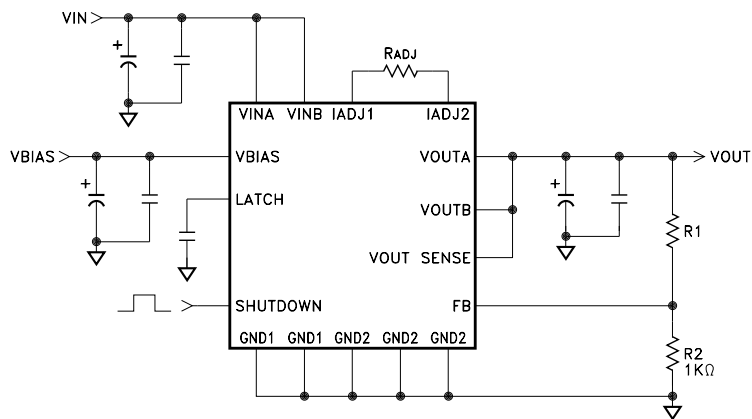 VIN
RADJ
VINA VINB IADJ1 IADJ2
+
VBIAS VBIAS VOUTA VOUT
+ +
LATCH VOUTB
R1
VOUT SENSE
SHUTDOWN FB
GND1 GND1 GND2 GND2 GND2
R2
1KΩ